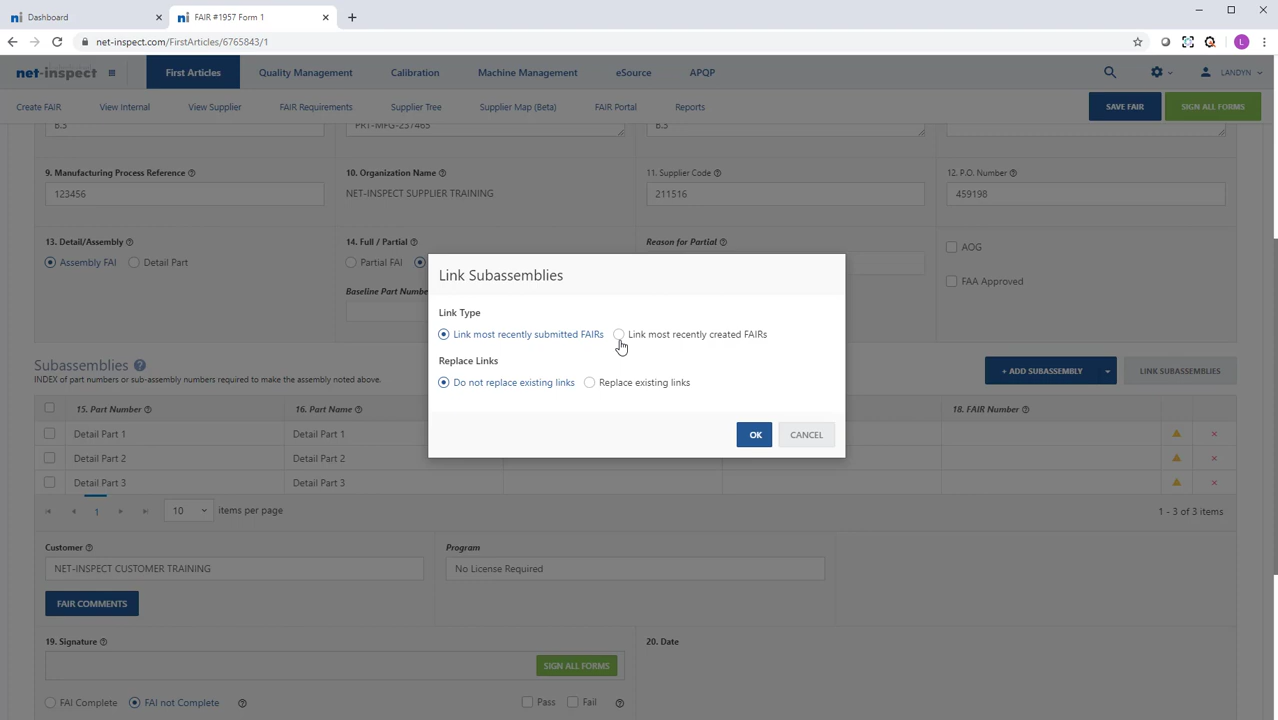 ni Dashboard × ni FAIR #1957 Form 1 × +
net-inspect.com/FirstArticles/6765843/1 L
net-inspect First Articles Quality Management Calibration Machine Management eSource APQP LANDYN
Create FAIR View Internal View Supplier FAIR Requirements Supplier Tree Supplier Map (Beta) FAIR Portal Reports SAVE FAIR SIGN ALL FORMS
B.3 PRT-MFG-237465 B.3
9. Manufacturing Process Reference 10. Organization Name 11. Supplier Code 12. P.O. Number
123456 NET-INSPECT SUPPLIER TRAINING 211516 459198
13. Detail/Assembly 14. Full / Partial Reason for Partial AOG
Assembly FAI Detail Part Partial FAI
FAA Approved
Baseline Part Numbe
Link Subassemblies
Link Type
Link most recently submitted FAIRs Link most recently created FAIRs
Replace Links
Do not replace existing links Replace existing links
OK CANCEL
Subassemblies
INDEX of part numbers or sub-assembly numbers required to make the assembly noted above.
+ ADD SUBASSEMBLY LINK SUBASSEMBLIES
15. Part Number 16. Part Name 18. FAIR Number
Detail Part 1 Detail Part 1 ×
Detail Part 2 Detail Part 2 ×
Detail Part 3 Detail Part 3 ×
1 10 items per page 1 - 3 of 3 items
Customer Program
NET-INSPECT CUSTOMER TRAINING No License Required
FAIR COMMENTS
19. Signature 20. Date
SIGN ALL FORMS
FAI Complete FAI not Complete Pass Fail